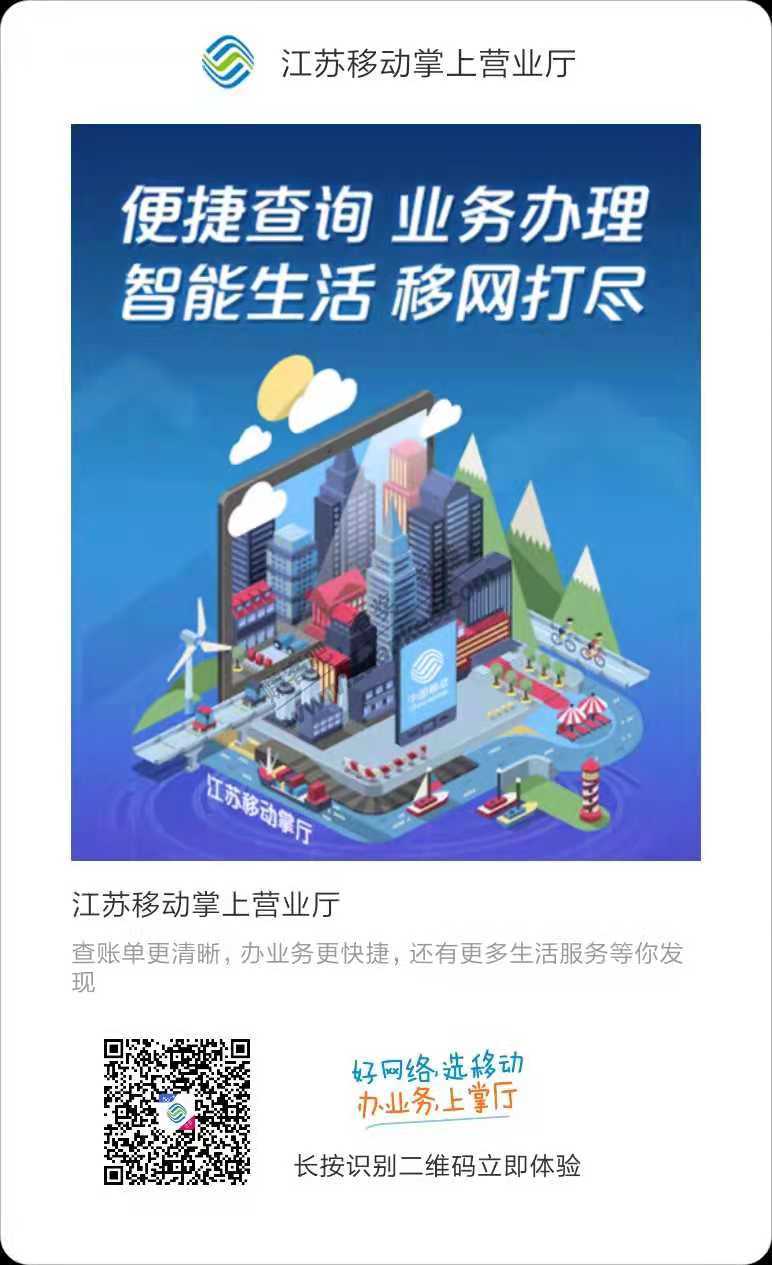 江苏移动掌上营业厅
便捷查询 业务办理
智能生活 移网打尽
中国移动
江苏移动掌厅
江苏移动掌上营业厅
查账单更清晰，办业务更快捷，还有更多生活服务等你发
现
好网络，选移动
办业务，上掌厅
长按识别二维码立即体验